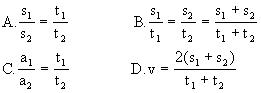 A. s₁/s₂ = t₁/t₂ B. s₁/t₁ = s₂/t₂ = (s₁ + s₂)/(t₁ + t₂)
C. a₁/a₂ = t₁/t₂ D. v = 2(s₁ + s₂)/(t₁ + t₂)